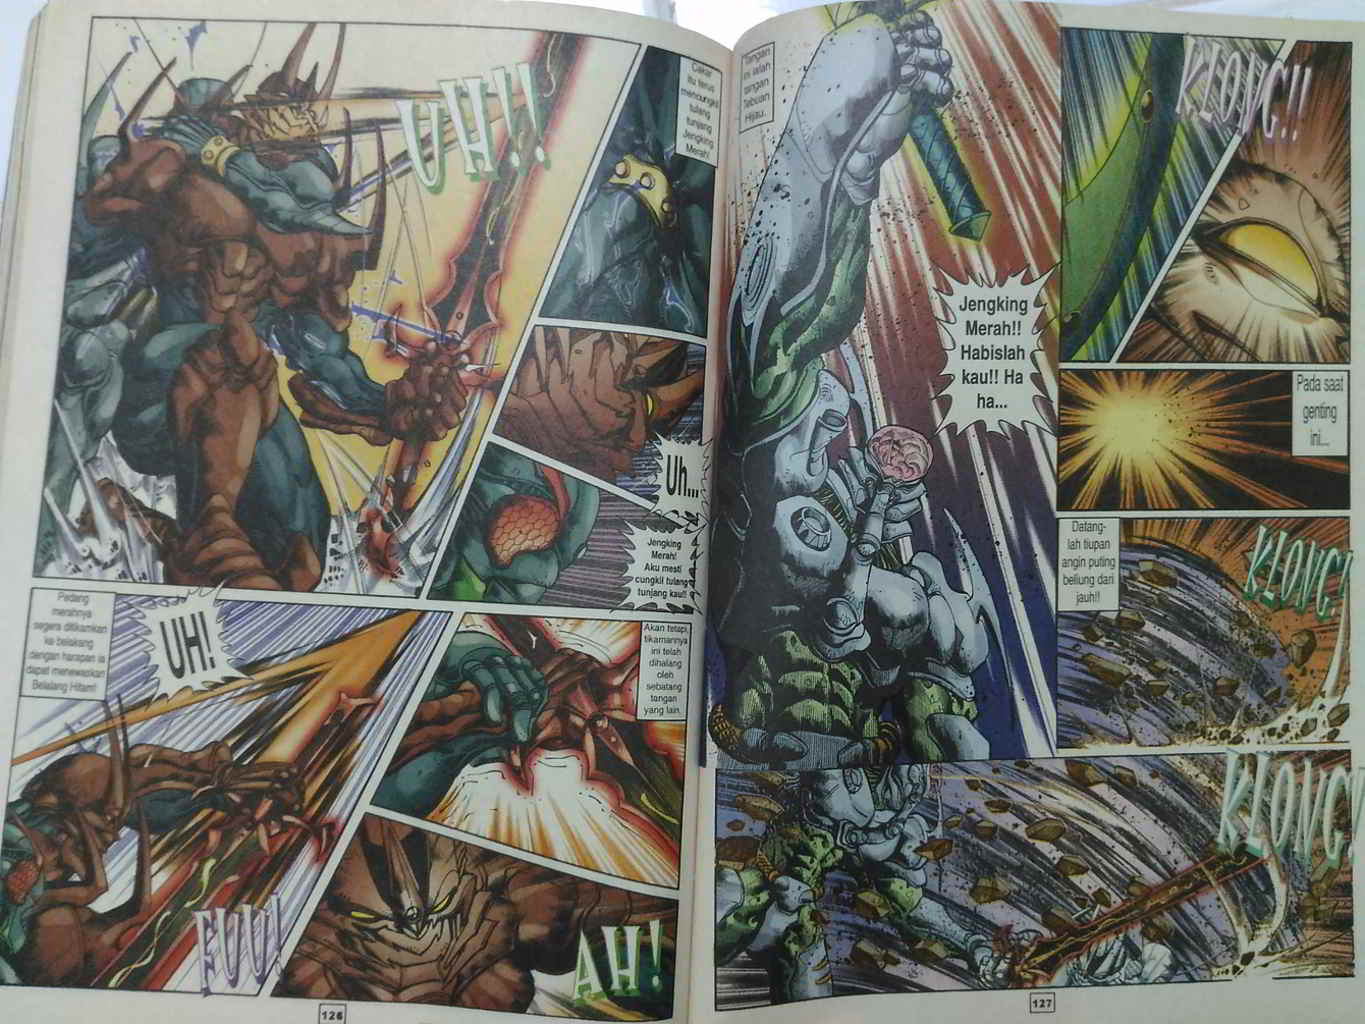 UH!!
Cakar
itu terus
mencungkil
tulang
tunjang
Jengking
Merah!
Uh...
Jengking
Merah!
Aku mesti
cungkil tulang
tunjang kau!!
Pedang
merahnya
segera ditikamkan
ke belakang
dengan harapan ia
dapat menewaskan
Belalang Hitam!
UH!
FUU!
Akan tetapi,
tikamannya
ini telah
dihalang
oleh
sebatang
tangan
yang lain.
AH!
126
Tangan
ini ialah
tangan
Tebuan
Hijau.
Jengking
Merah!!
Habislah
kau!! Ha
ha...
KLONG!!
Pada saat
genting
ini...
Datang-
lah tiupan
angin puting
beliung dari
jauh!!
KLONG!
KLONG!
127